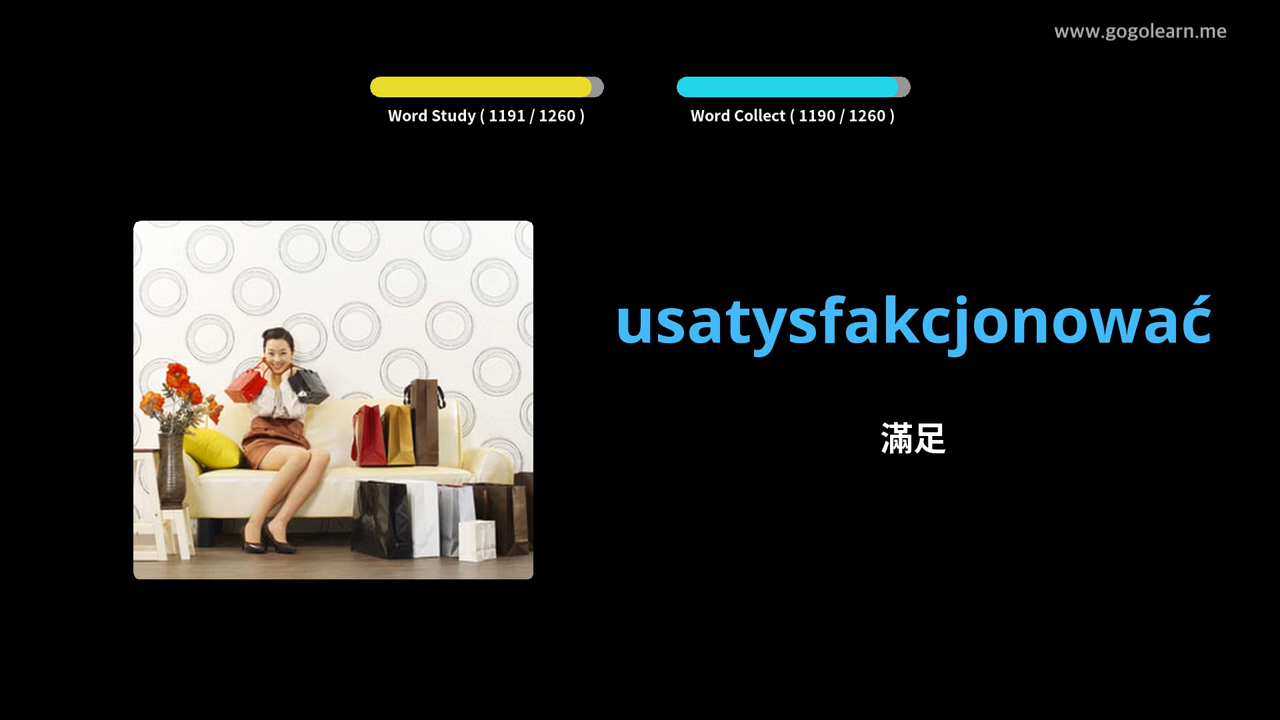 www.gogolearn.me
Word Study ( 1191 / 1260 )
Word Collect ( 1190 / 1260 )
usatysfakcjonować
滿足